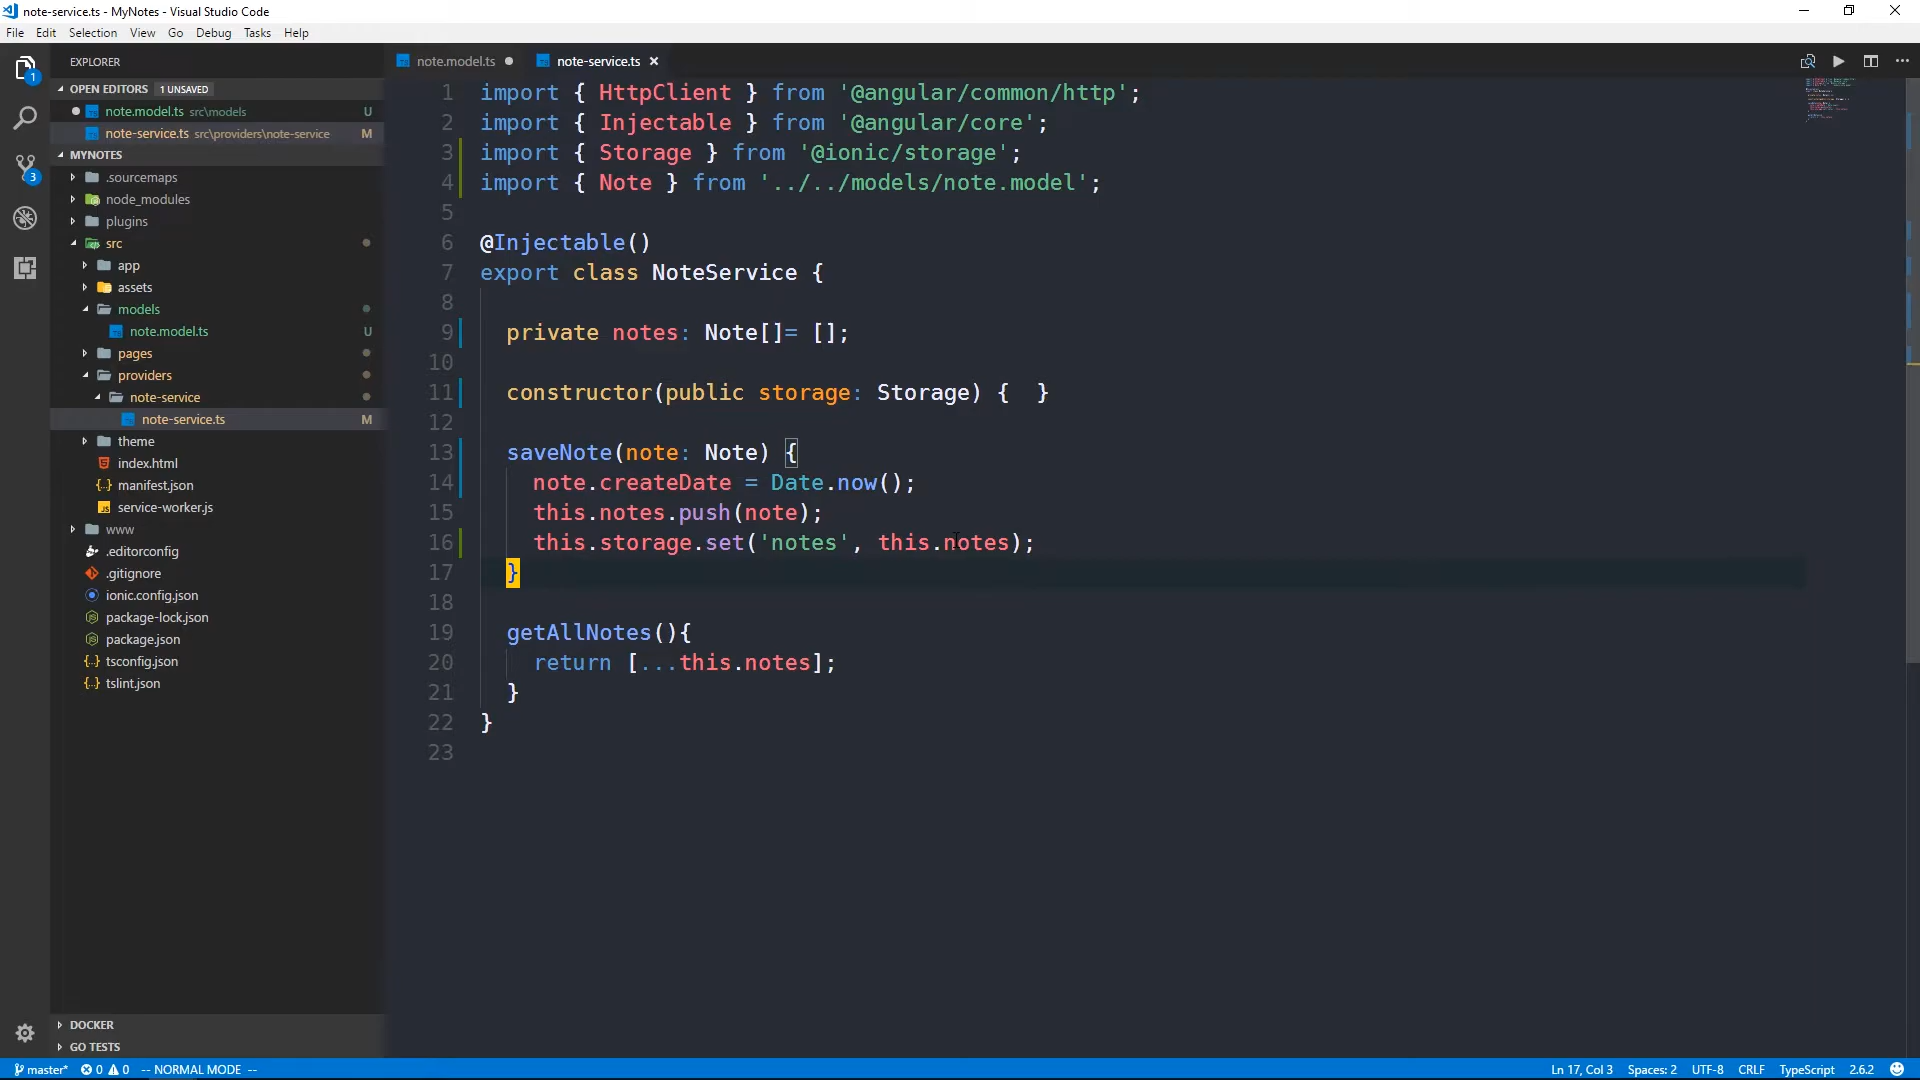 note-service.ts - MyNotes - Visual Studio Code
File Edit Selection View Go Debug Tasks Help
EXPLORER
OPEN EDITORS 1 UNSAVED
note.model.ts src\models U
note-service.ts src\providers\note-service M
MYNOTES
.sourcemaps
node_modules
plugins
src
app
assets
models
note.model.ts U
pages
providers
note-service
note-service.ts M
theme
index.html
manifest.json
service-worker.js
www
.editorconfig
.gitignore
ionic.config.json
package-lock.json
package.json
tsconfig.json
tslint.json
DOCKER
GO TESTS
1
3
note.model.ts note-service.ts
1 import { HttpClient } from '@angular/common/http';
2 import { Injectable } from '@angular/core';
3 import { Storage } from '@ionic/storage';
4 import { Note } from '../../models/note.model';
5
6 @Injectable()
7 export class NoteService {
8
9 private notes: Note[]= [];
10
11 constructor(public storage: Storage) {  }
12
13 saveNote(note: Note) {
14 note.createDate = Date.now();
15 this.notes.push(note);
16 this.storage.set('notes', this.notes);
17 }
18
19 getAllNotes(){
20 return [...this.notes];
21 }
22 }
23
master* 0 0 -- NORMAL MODE -- Ln 17, Col 3 Spaces: 2 UTF-8 CRLF TypeScript 2.6.2